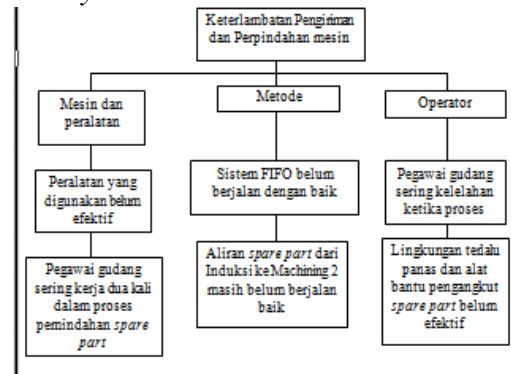 Keterlambatan Pengiriman
dan Perpindahan mesin
Mesin dan
peralatan
Metode
Operator
Peralatan yang
digunakan belum
efektif
Sistem FIFO belum
berjalan dengan baik
Pegawai gudang
sering kelelahan
ketika proses
Pegawai gudang
sering kerja dua kali
dalam proses
pemindahan spare
part
Aliran spare part dari
Induksi ke Machining 2
masih belum berjalan
baik
Lingkungan terlalu
panas dan alat
bantu pengangkut
spare part belum
efektif